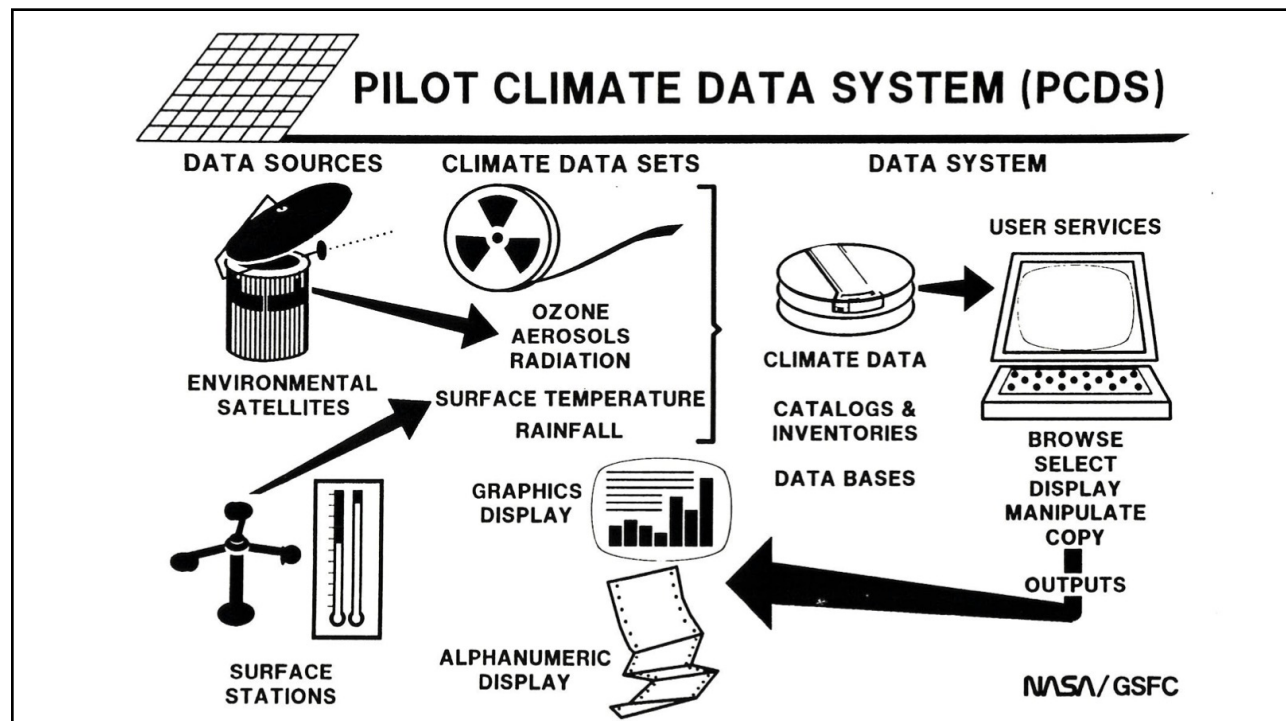 PILOT CLIMATE DATA SYSTEM (PCDS)
DATA SOURCES
CLIMATE DATA SETS
DATA SYSTEM
ENVIRONMENTAL
SATELLITES
SURFACE
STATIONS
OZONE
AEROSOLS
RADIATION
SURFACE TEMPERATURE
RAINFALL
CLIMATE DATA
CATALOGS &
INVENTORIES
DATA BASES
USER SERVICES
BROWSE
SELECT
DISPLAY
MANIPULATE
COPY
OUTPUTS
GRAPHICS
DISPLAY
ALPHANUMERIC
DISPLAY
NASA/GSFC